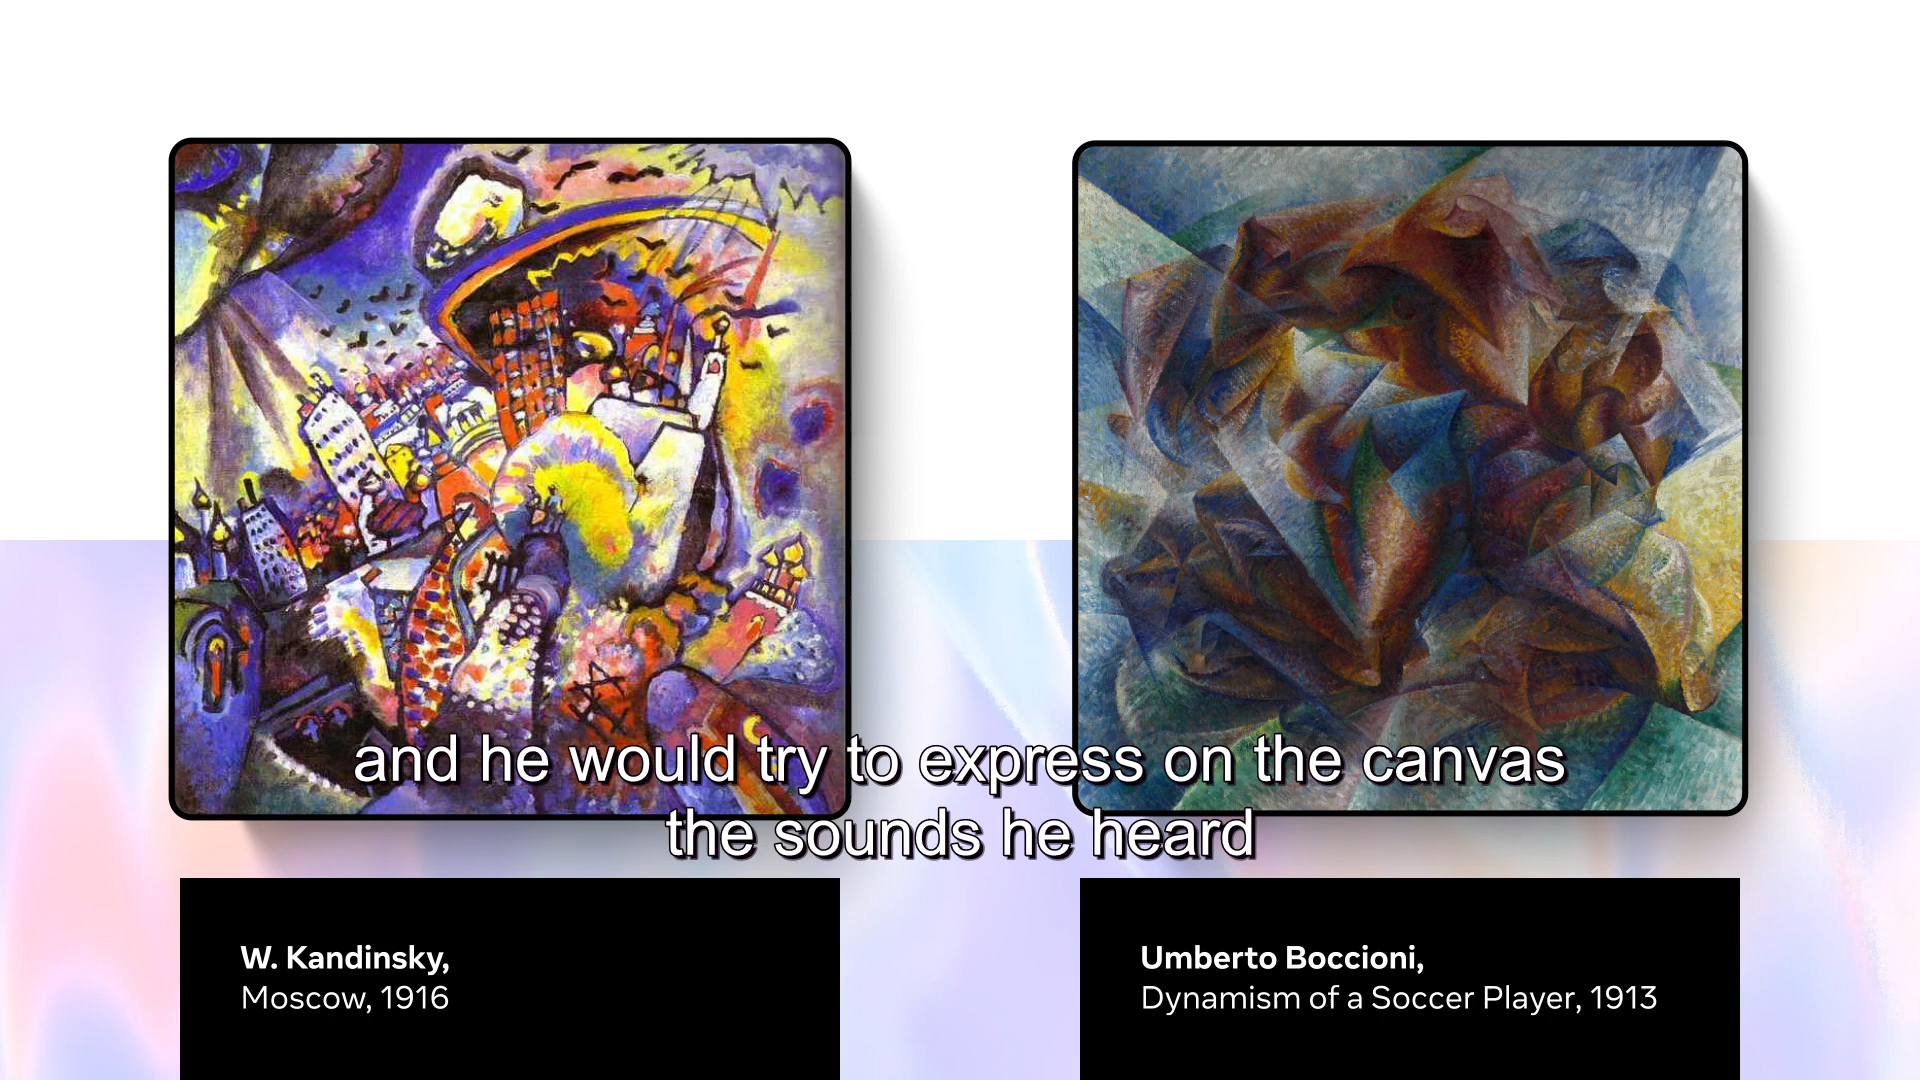 and he would try to express on the canvas
the sounds he heard
W. Kandinsky,
Moscow, 1916
Umberto Boccioni,
Dynamism of a Soccer Player, 1913